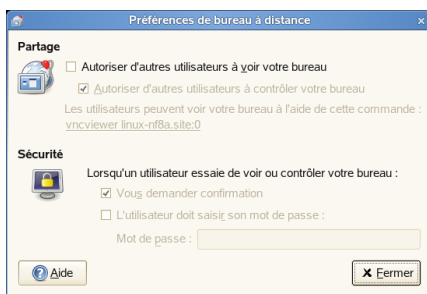 Préférences de bureau à distance
Partage
Autoriser d'autres utilisateurs à voir votre bureau
Autoriser d'autres utilisateurs à contrôler votre bureau
Les utilisateurs peuvent voir votre bureau à l'aide de cette commande :
vncviewer linux-nf8a.site:0
Sécurité
Lorsqu'un utilisateur essaie de voir ou contrôler votre bureau :
Vous demander confirmation
L'utilisateur doit saisir son mot de passe :
Mot de passe :
Aide
Fermer